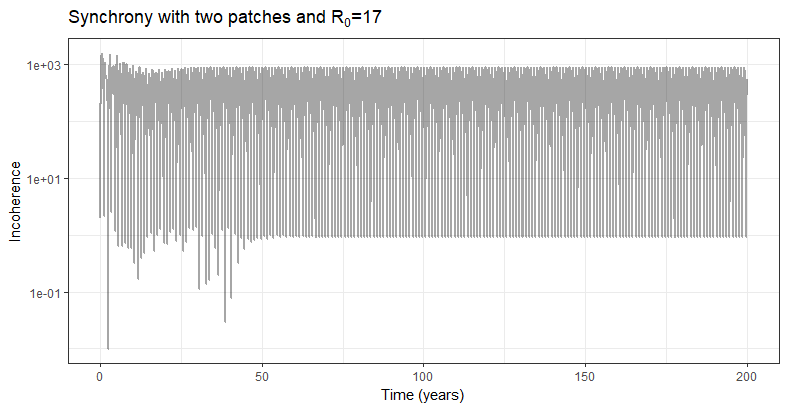 Synchrony with two patches and R₀=17
Incoherence
1e+03
1e+01
1e-01
0
50
100
150
200
Time (years)